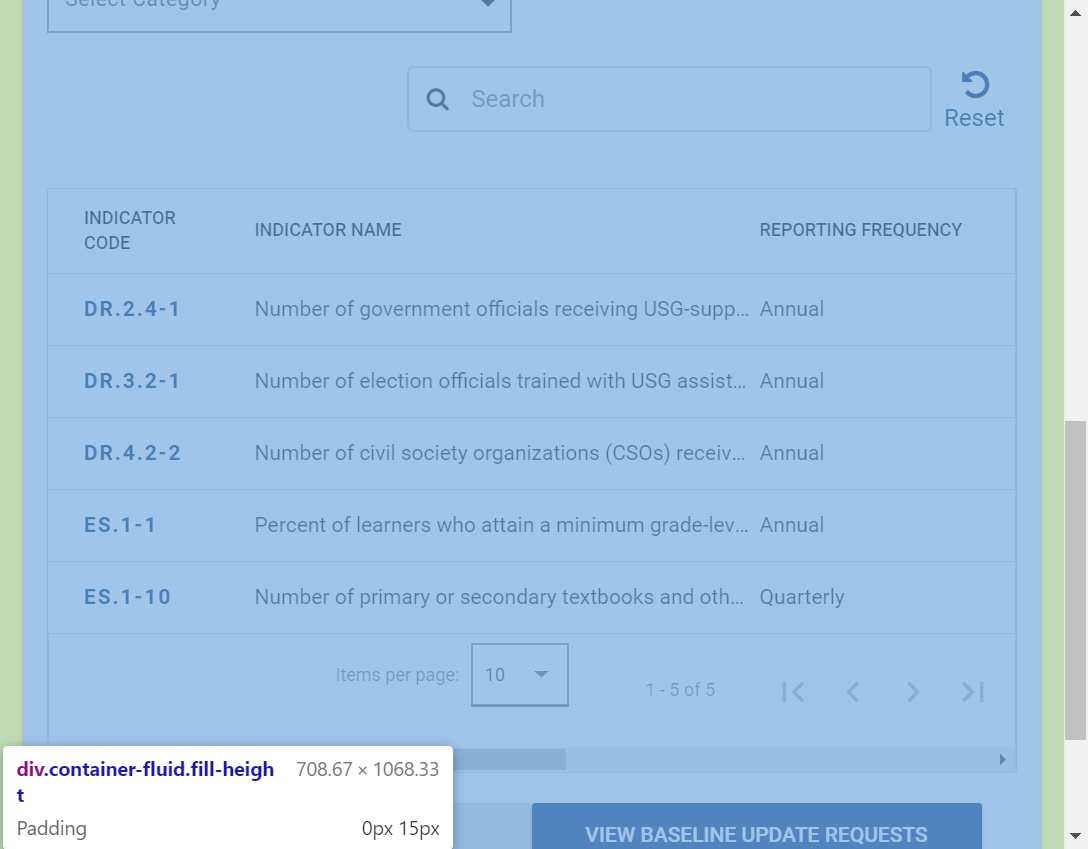 Select Category
Search
Reset
INDICATOR CODE
INDICATOR NAME
REPORTING FREQUENCY
DR.2.4-1 Number of government officials receiving USG-supp... Annual
DR.3.2-1 Number of election officials trained with USG assist... Annual
DR.4.2-2 Number of civil society organizations (CSOs) receiv... Annual
ES.1-1 Percent of learners who attain a minimum grade-lev... Annual
ES.1-10 Number of primary or secondary textbooks and oth... Quarterly
Items per page: 10 1 - 5 of 5
div.container-fluid.fill-heigh 708.67 × 1068.33
t
Padding 0px 15px
VIEW BASELINE UPDATE REQUESTS